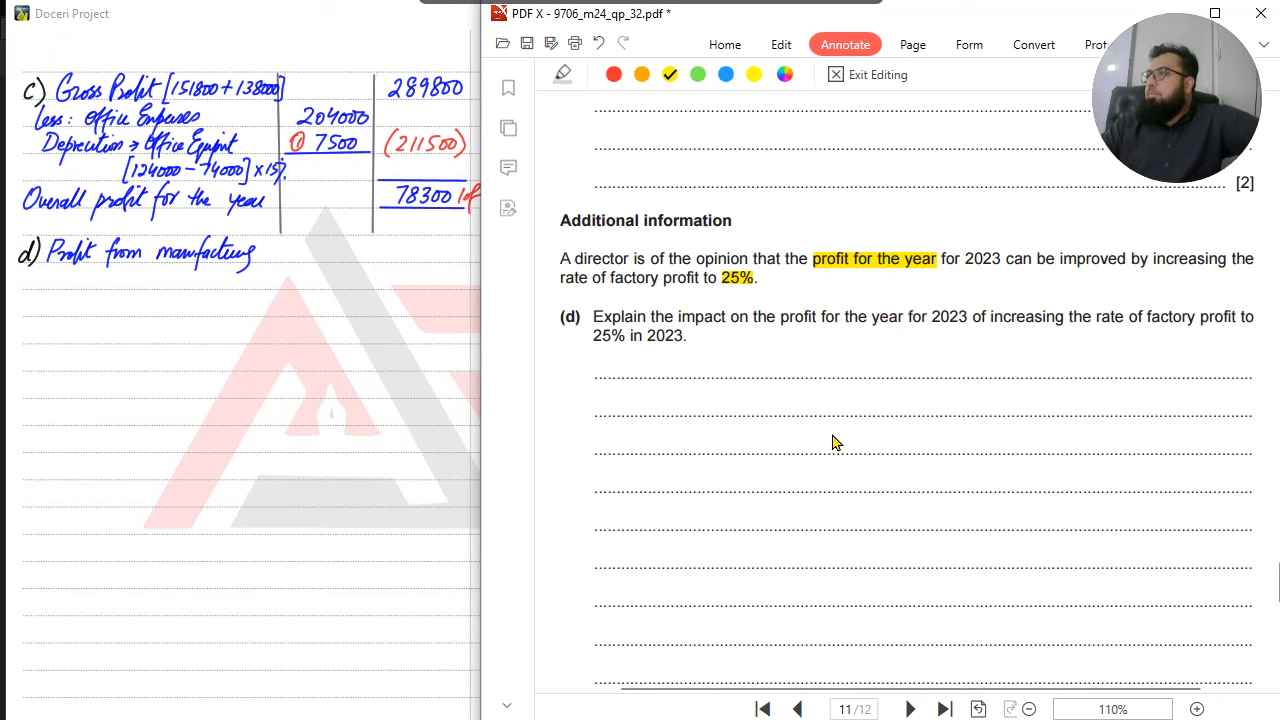 Doceri Project
c) Gross Profit [151800 + 138000] 289800
Less: Office Expenses 204000
Depreciation → Office Equipmt ① 7500 (211500)
[124000 - 74000] × 15%
Overall profit for the year 78300 1of
d) Profit from manufacturing
PDF X - 9706_m24_qp_32.pdf *
Home Edit Annotate Page Form Convert
Exit Editing
[2]
Additional information
A director is of the opinion that the profit for the year for 2023 can be improved by increasing the
rate of factory profit to 25%.
(d) Explain the impact on the profit for the year for 2023 of increasing the rate of factory profit to
25% in 2023.
11 /12
110%